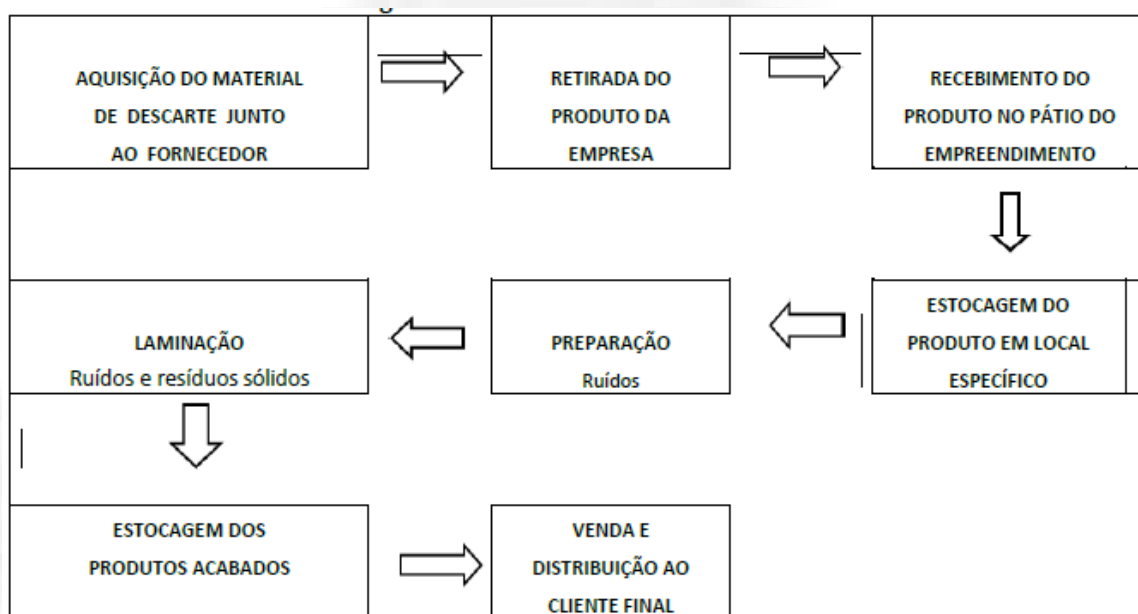 AQUISIÇÃO DO MATERIAL
DE DESCARTE JUNTO
AO FORNECEDOR
RETIRADA DO
PRODUTO DA
EMPRESA
RECEBIMENTO DO
PRODUTO NO PÁTIO DO
EMPREENDIMENTO
ESTOCAGEM DO
PRODUTO EM LOCAL
ESPECÍFICO
PREPARAÇÃO
Ruídos
LAMINAÇÃO
Ruídos e resíduos sólidos
ESTOCAGEM DOS
PRODUTOS ACABADOS
VENDA E
DISTRIBUIÇÃO AO
CLIENTE FINAL